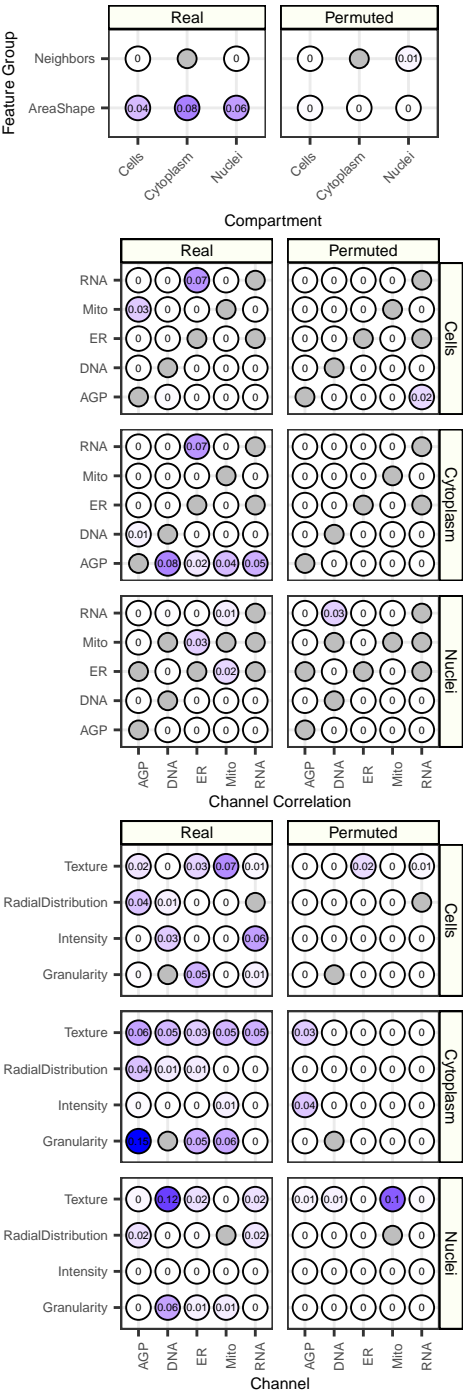 Real Permuted
Feature Group
Neighbors 0 0 0 0.01
AreaShape 0.04 0.08 0.06 0 0 0
Cells Cytoplasm Nuclei Cells Cytoplasm Nuclei
Compartment
Real Permuted
Cells
RNA 0 0 0.07 0 0 0 0 0
Mito 0.03 0 0 0 0 0 0 0
ER 0 0 0 0 0 0
DNA 0 0 0 0 0 0 0 0
AGP 0 0 0 0 0 0 0 0.02
Cytoplasm
RNA 0 0 0.07 0 0 0 0 0
Mito 0 0 0 0 0 0 0 0
ER 0 0 0 0 0 0
DNA 0.01 0 0 0 0 0 0 0
AGP 0.08 0.02 0.04 0.05 0 0 0 0
Nuclei
RNA 0 0 0 0.01 0 0.03 0 0
Mito 0 0.03 0 0
ER 0 0.02 0 0
DNA 0 0 0 0 0 0 0 0
AGP 0 0 0 0 0 0 0 0
AGP DNA ER Mito RNA AGP DNA ER Mito RNA
Channel Correlation
Real Permuted
Cells
Texture 0.02 0 0.03 0.07 0.01 0 0 0.02 0 0.01
RadialDistribution 0.04 0.01 0 0 0 0 0 0
Intensity 0 0.03 0 0 0.06 0 0 0 0 0
Granularity 0 0.05 0 0.01 0 0 0 0
Cytoplasm
Texture 0.06 0.05 0.03 0.05 0.05 0.03 0 0 0 0
RadialDistribution 0.04 0.01 0.01 0 0 0 0 0 0 0
Intensity 0 0 0 0.01 0 0.04 0 0 0 0
Granularity 0.15 0.05 0.06 0 0 0 0 0
Nuclei
Texture 0 0.12 0.02 0 0.02 0.01 0.01 0 0.1 0
RadialDistribution 0.02 0 0 0.02 0 0 0 0
Intensity 0 0 0 0 0 0 0 0 0 0
Granularity 0 0.06 0.01 0.01 0 0 0 0 0 0
AGP DNA ER Mito RNA AGP DNA ER Mito RNA
Channel